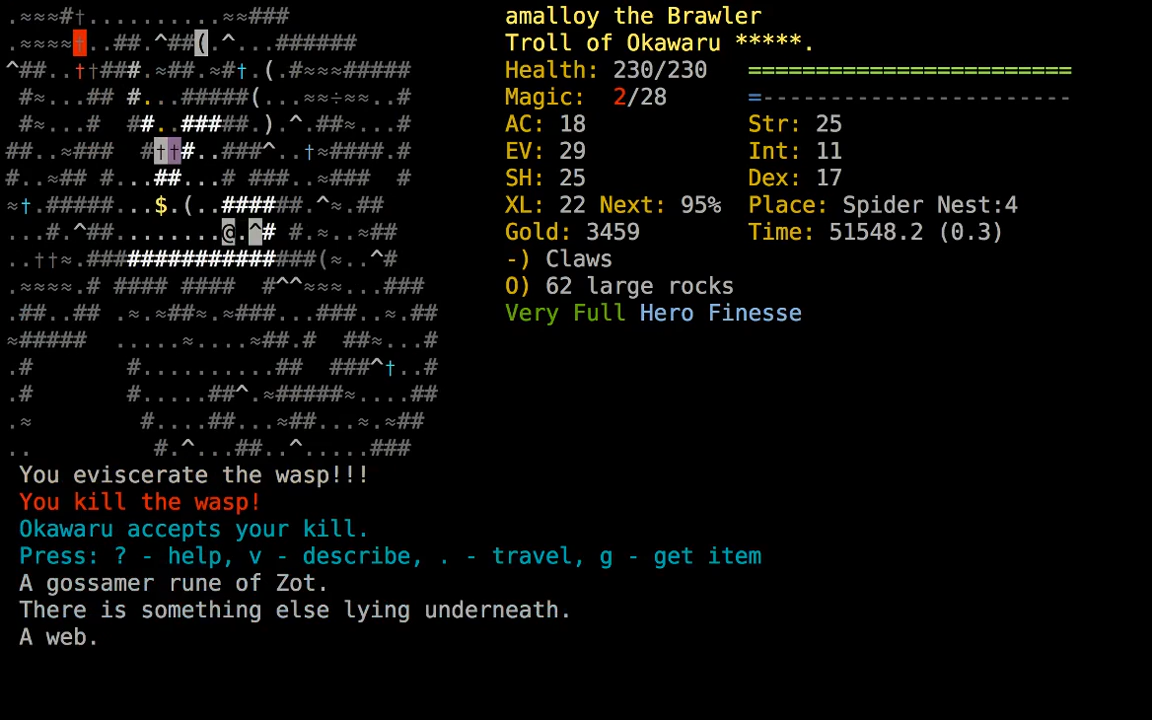 .≈≈≈#†..........≈≈###
.≈≈≈≈†..##.^##(.^...######
^##..††###.≈##.≈#†.(.#≈≈≈#####
#≈...## #...#####(...≈≈÷≈≈..#
#≈...#  ##..#####.).^.##≈...#
##..≈###  #††#..###^..†≈####.#
#..≈## #...##...# ###..≈###  #
≈†.#####...$.(..######.^≈.##
...#.^##........@.^# #.≈..≈##
..††≈.##############(≈..^#
.≈≈≈≈.# #### ####  #^^≈≈≈...###
.##..## .≈.≈##≈.≈###...###..≈.##
≈#####  .....≈....≈##.#  ##≈...#
.#       #..........##  ###^†..#
.#       #.....##^.≈#####≈....##
.≈        #....##...≈##...≈.≈##
..         #.^...##..^.....###
amalloy the Brawler
Troll of Okawaru *****.
Health: 230/230 ========================
Magic: 2/28 =-----------------------
AC: 18 Str: 25
EV: 29 Int: 11
SH: 25 Dex: 17
XL: 22 Next: 95% Place: Spider Nest:4
Gold: 3459 Time: 51548.2 (0.3)
-) Claws
O) 62 large rocks
Very Full Hero Finesse
You eviscerate the wasp!!!
You kill the wasp!
Okawaru accepts your kill.
Press: ? - help, v - describe, . - travel, g - get item
A gossamer rune of Zot.
There is something else lying underneath.
A web.